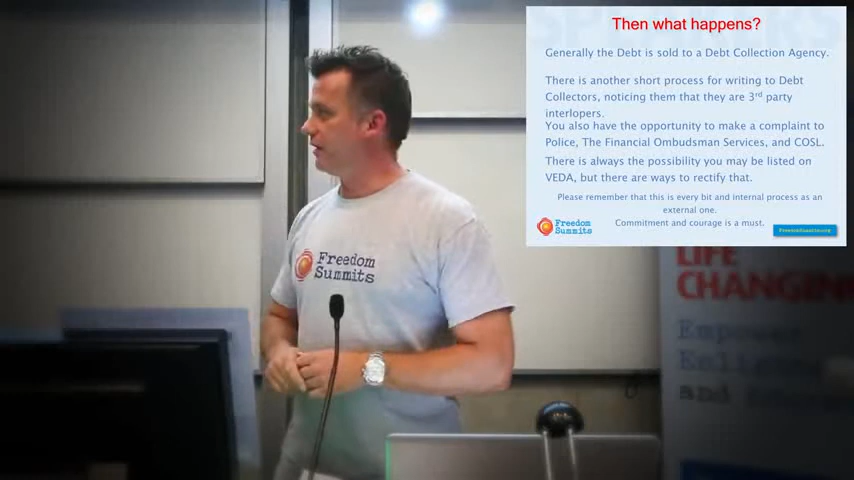 Then what happens?
Generally the Debt is sold to a Debt Collection Agency.
There is another short process for writing to Debt
Collectors, noticing them that they are 3rd party
interlopers.
You also have the opportunity to make a complaint to
Police, The Financial Ombudsman Services, and COSL.
There is always the possibility you may be listed on
VEDA, but there are ways to rectify that.
Please remember that this is every bit and internal process as an
external one.
Commitment and courage is a must.
Freedom
Summits
Freedom
Summits
LIFE
CHANGIN
Empower
and